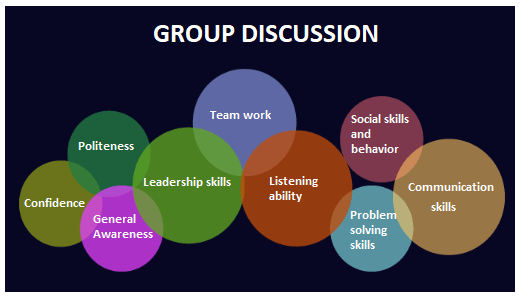 GROUP DISCUSSION
Team work
Politeness
Social skills
and
behavior
Leadership skills
Listening
ability
Communication
skills
Confidence
General
Awareness
Problem
solving
skills